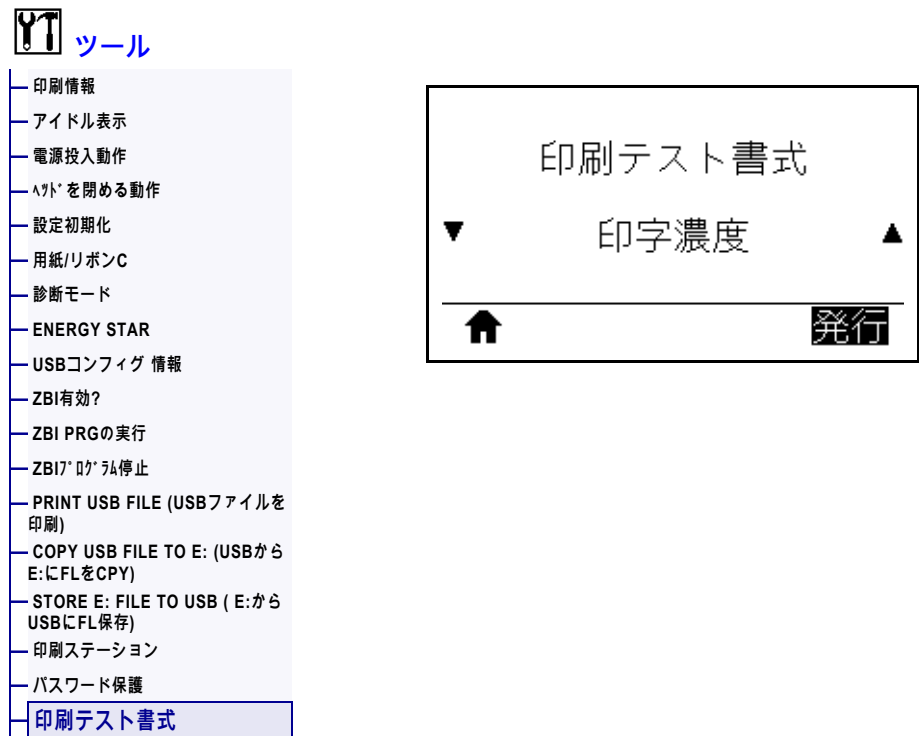 ツール
印刷情報
アイドル表示
電源投入動作
ﾍｯﾄﾞを閉める動作
設定初期化
用紙/リボンC
診断モード
ENERGY STAR
USBコンフィグ 情報
ZBI有効?
ZBI PRGの実行
ZBIﾌﾟﾛｸﾞﾗﾑ停止
PRINT USB FILE (USBファイルを
印刷)
COPY USB FILE TO E: (USBから
E:にFLをCPY)
STORE E: FILE TO USB ( E:から
USBにFL保存)
印刷ステーション
パスワード保護
印刷テスト書式
印刷テスト書式
▼ 印字濃度 ▲
発行